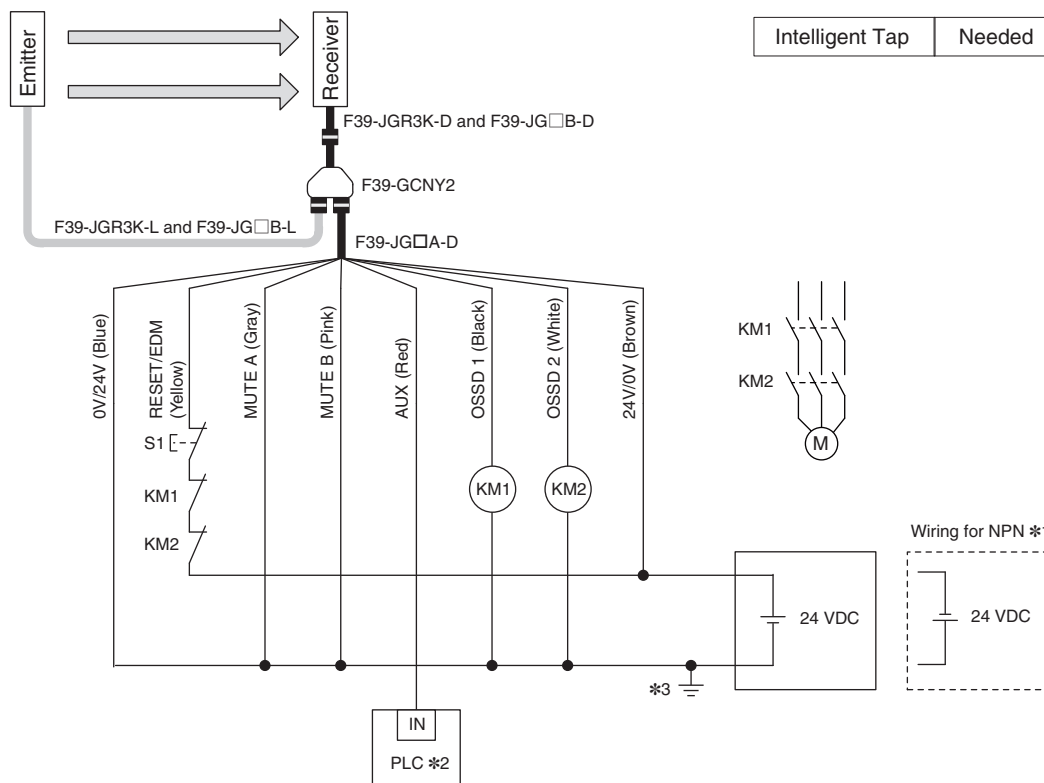 Emitter
Receiver
Intelligent Tap Needed
F39-JGR3K-D and F39-JG□B-D
F39-GCNY2
F39-JGR3K-L and F39-JG□B-L
F39-JG□A-D
0V/24V (Blue)
RESET/EDM
(Yellow)
MUTE A (Gray)
MUTE B (Pink)
AUX (Red)
OSSD 1 (Black)
OSSD 2 (White)
24V/0V (Brown)
S1
KM1
KM2
KM1
KM2
KM1
KM2
M
Wiring for NPN ✻1
24 VDC
24 VDC
✻3
IN
PLC ✻2